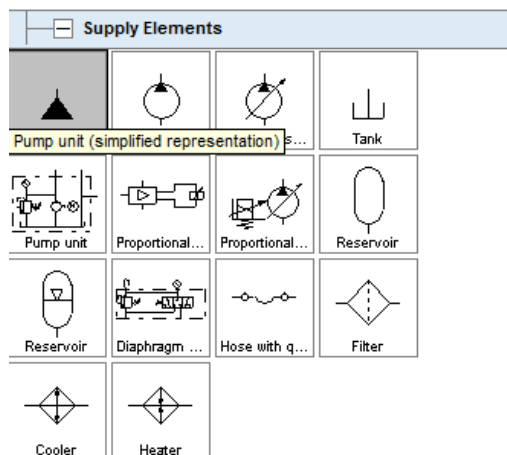 Supply Elements
Pump unit (simplified representation)
s...
Tank
Pump unit
Proportional...
Proportional...
Reservoir
Reservoir
Diaphragm ...
Hose with q...
Filter
Cooler
Heater